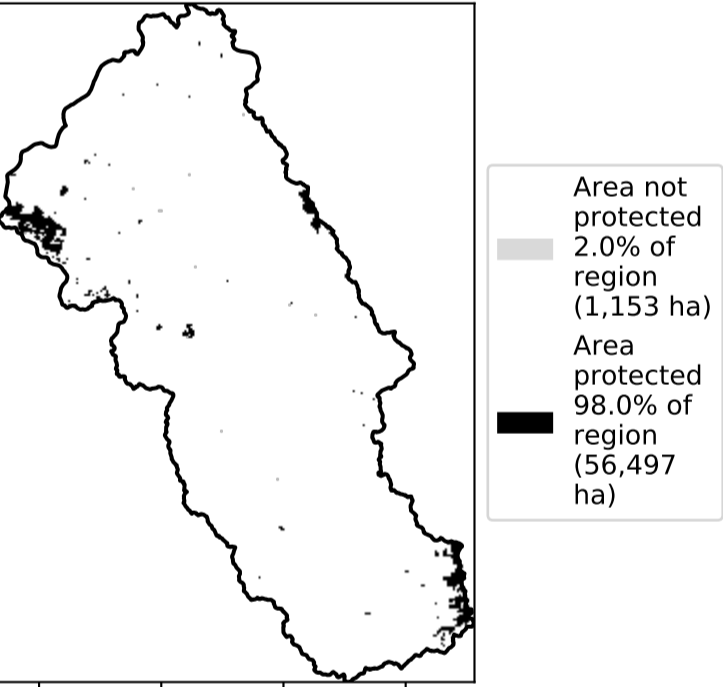 Area not
protected
2.0% of
region
(1,153 ha)
Area
protected
98.0% of
region
(56,497
ha)